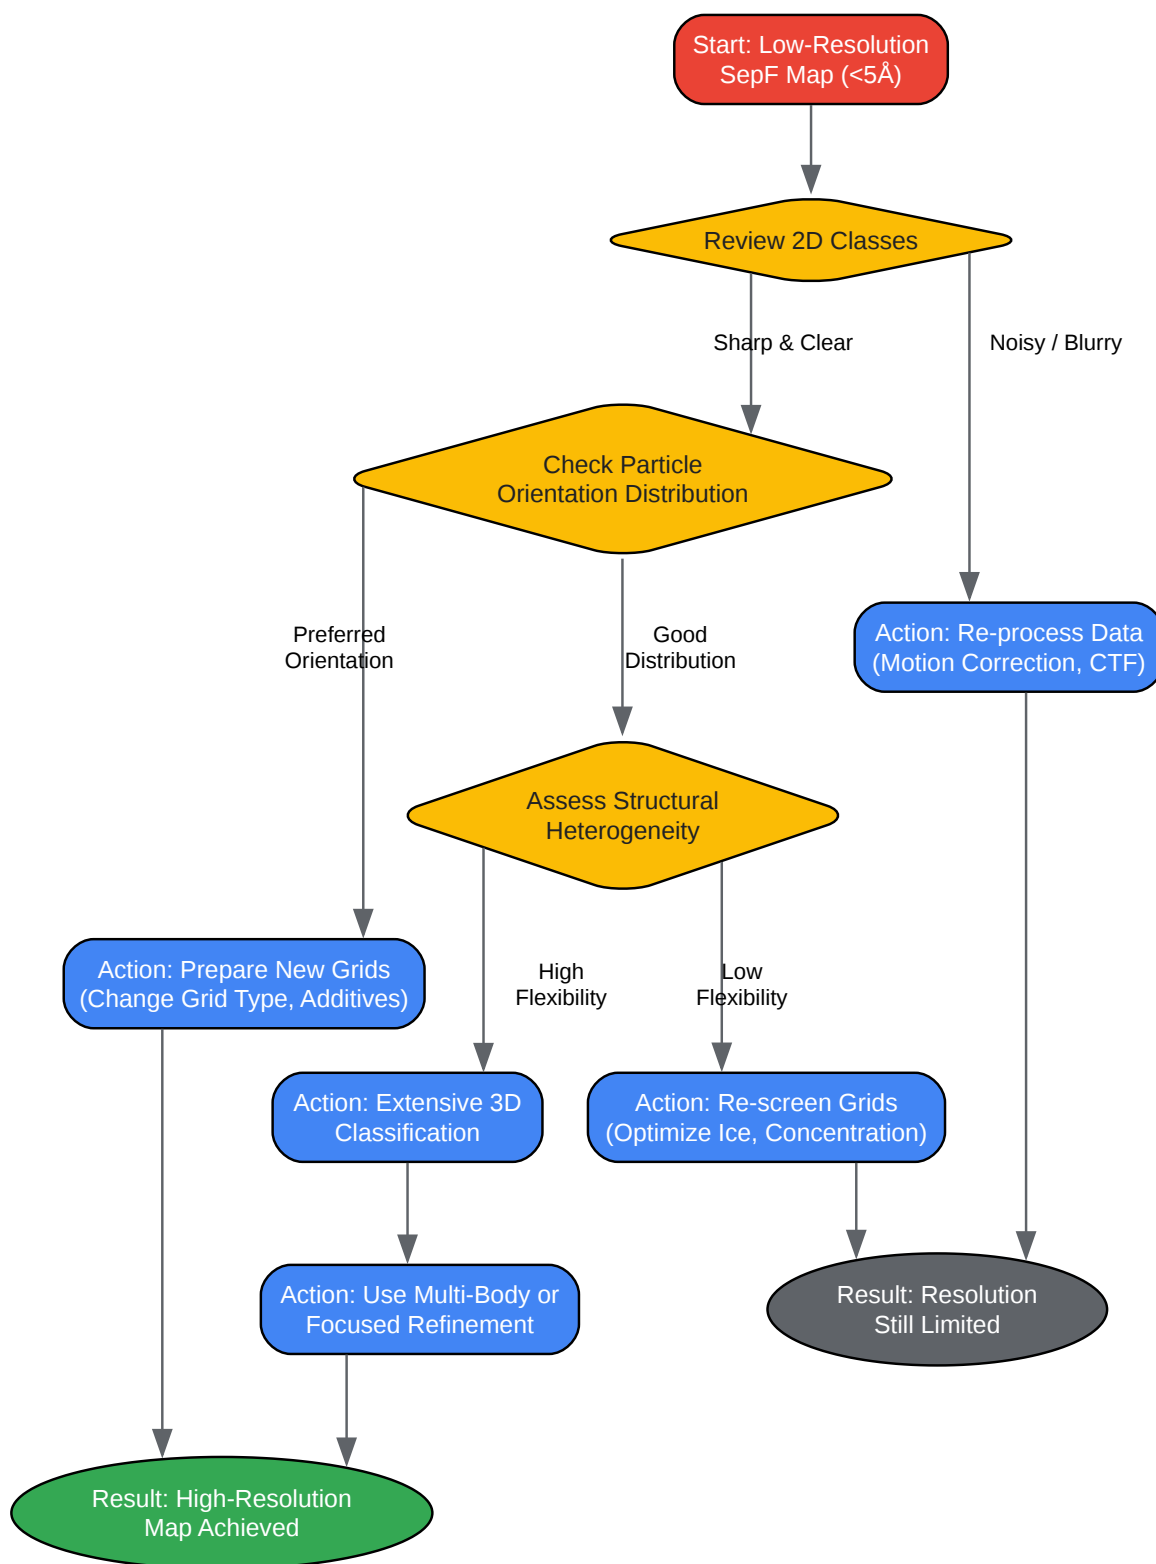 Start: Low-Resolution
SepF Map (<5Å)
Review 2D Classes
Sharp & Clear
Noisy / Blurry
Check Particle
Orientation Distribution
Preferred
Orientation
Good
Distribution
Action: Re-process Data
(Motion Correction, CTF)
Assess Structural
Heterogeneity
Action: Prepare New Grids
(Change Grid Type, Additives)
High
Flexibility
Low
Flexibility
Action: Extensive 3D
Classification
Action: Re-screen Grids
(Optimize Ice, Concentration)
Action: Use Multi-Body or
Focused Refinement
Result: Resolution
Still Limited
Result: High-Resolution
Map Achieved